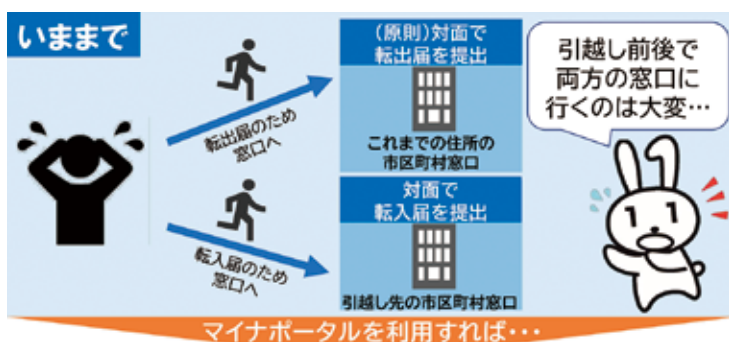 いままで
転出届のため
窓口へ
(原則)対面で
転出届を提出
これまでの住所の
市区町村窓口
引越し前後で
両方の窓口に
行くのは大変…
転入届のため
窓口へ
対面で
転入届を提出
引越し先の市区町村窓口
マイナポータルを利用すれば・・・